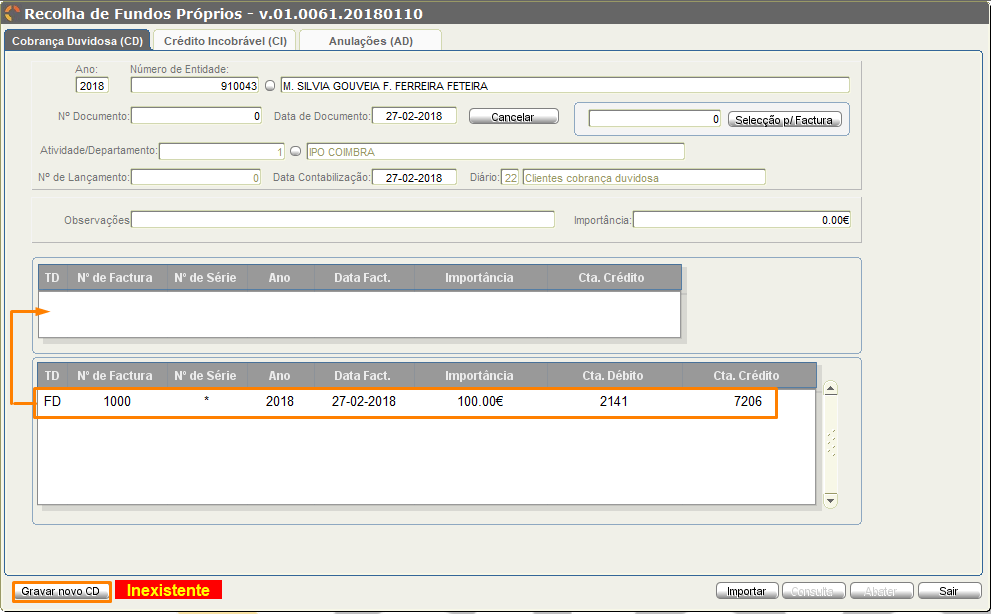 Recolha de Fundos Próprios - v.01.0061.20180110
Cobrança Duvidosa (CD) Crédito Incobrável (CI) Anulações (AD)
Ano: Número de Entidade:
2018 910043 M. SILVIA GOUVEIA F. FERREIRA FETEIRA
Nº Documento: 0 Data de Documento: 27-02-2018 Cancelar 0 Selecção p/ Factura
Atividade/Departamento: 1 IPO COIMBRA
Nº de Lançamento: 0 Data Contabilização: 27-02-2018 Diário: 22 Clientes cobrança duvidosa
Observações Importância: 0.00€
TD Nº de Factura Nº de Série Ano Data Fact. Importância Cta. Crédito
TD Nº de Factura Nº de Série Ano Data Fact. Importância Cta. Débito Cta. Crédito
FD 1000 * 2018 27-02-2018 100.00€ 2141 7206
Gravar novo CD Inexistente Importar Consulta Abater Sair